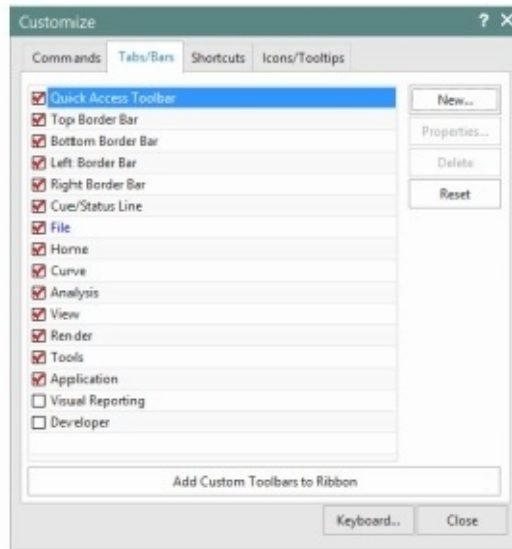 Customize ? X
Commands Tabs/Bars Shortcuts Icons/Tooltips
Quick Access Toolbar
Top Border Bar
Bottom Border Bar
Left Border Bar
Right Border Bar
Cue/Status Line
File
Home
Curve
Analysis
View
Render
Tools
Application
Visual Reporting
Developer
New...
Properties...
Delete
Reset
Add Custom Toolbars to Ribbon
Keyboard... Close